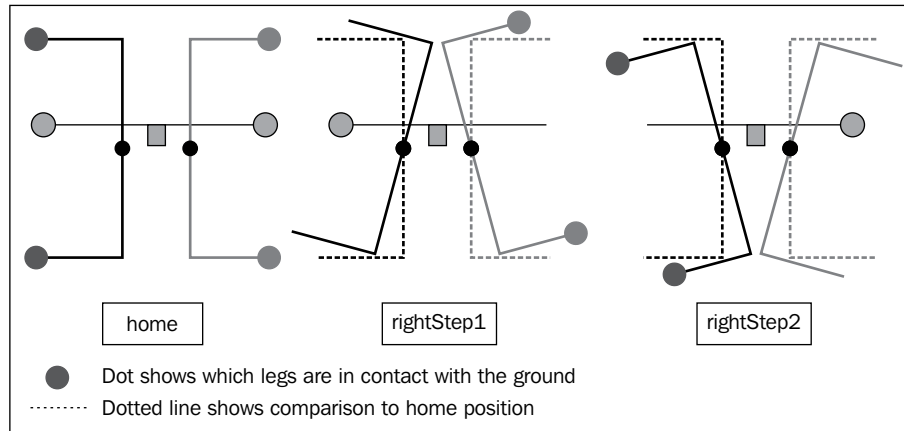 home
rightStep1
rightStep2
Dot shows which legs are in contact with the ground
Dotted line shows comparison to home position